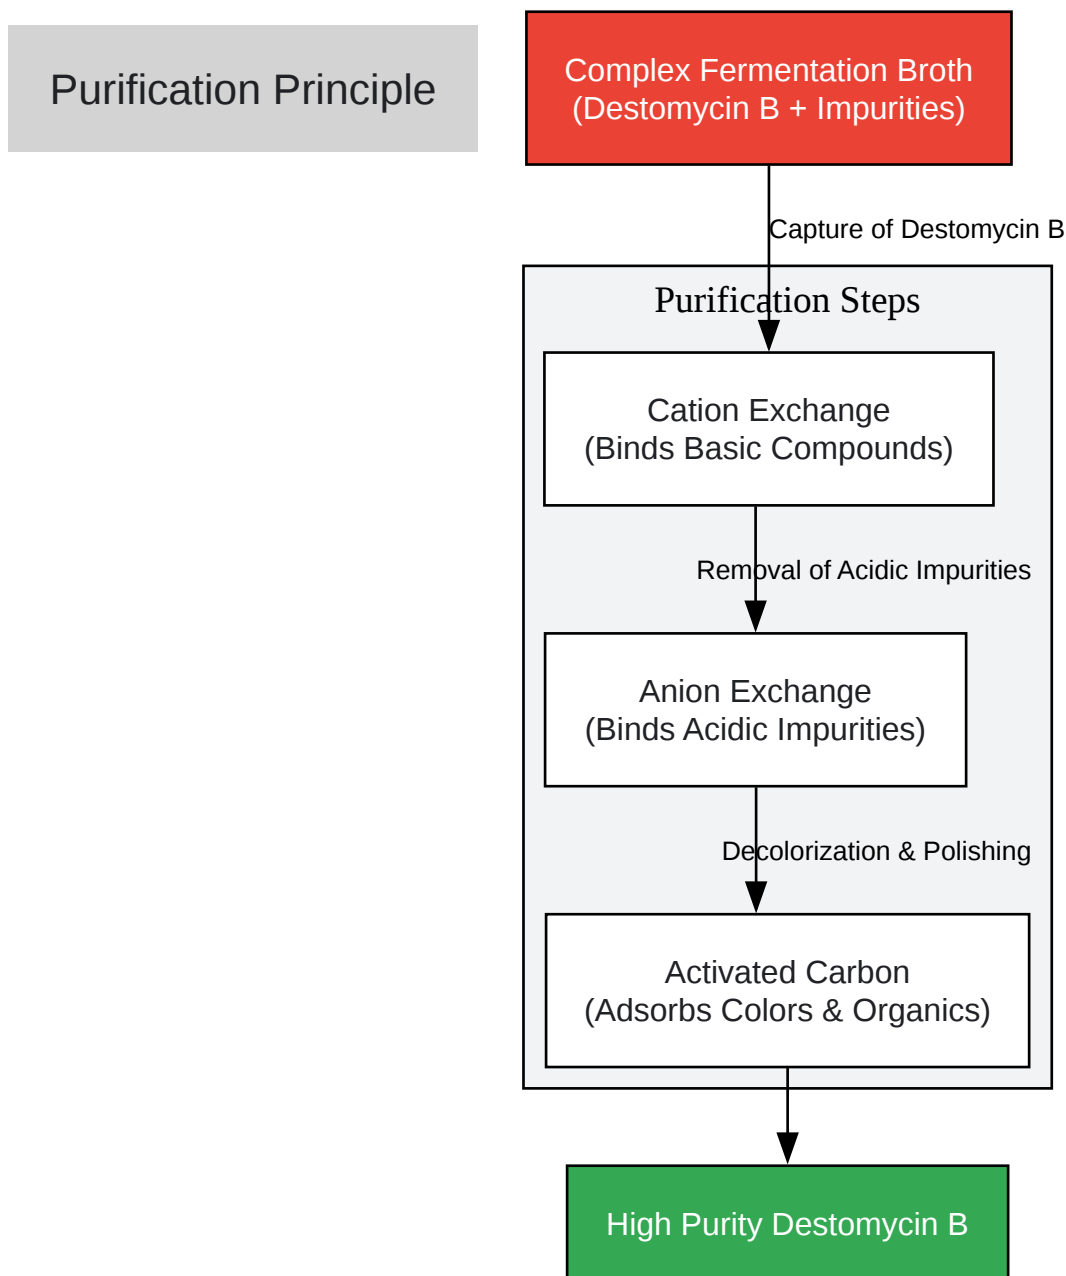 Purification Principle
Complex Fermentation Broth
(Destomycin B + Impurities)
Capture of Destomycin B
Purification Steps
Cation Exchange
(Binds Basic Compounds)
Removal of Acidic Impurities
Anion Exchange
(Binds Acidic Impurities)
Decolorization & Polishing
Activated Carbon
(Adsorbs Colors & Organics)
High Purity Destomycin B